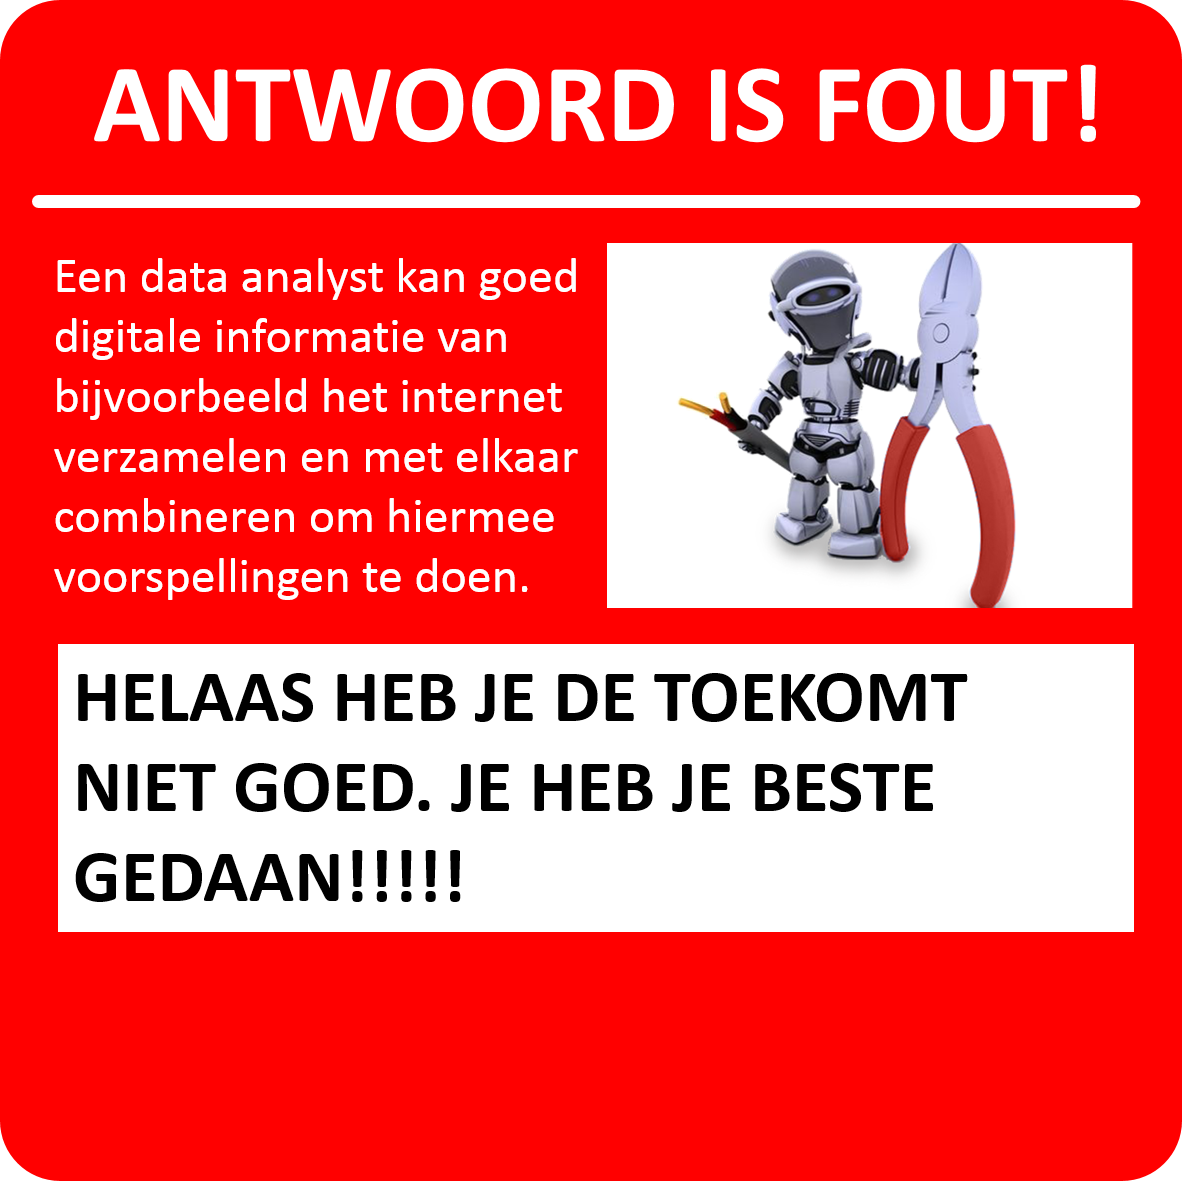 ANTWOORD IS FOUT!
Een data analyst kan goed
digitale informatie van
bijvoorbeeld het internet
verzamelen en met elkaar
combineren om hiermee
voorspellingen te doen.
HELAAS HEB JE DE TOEKOMT
NIET GOED. JE HEB JE BESTE
GEDAAN!!!!!